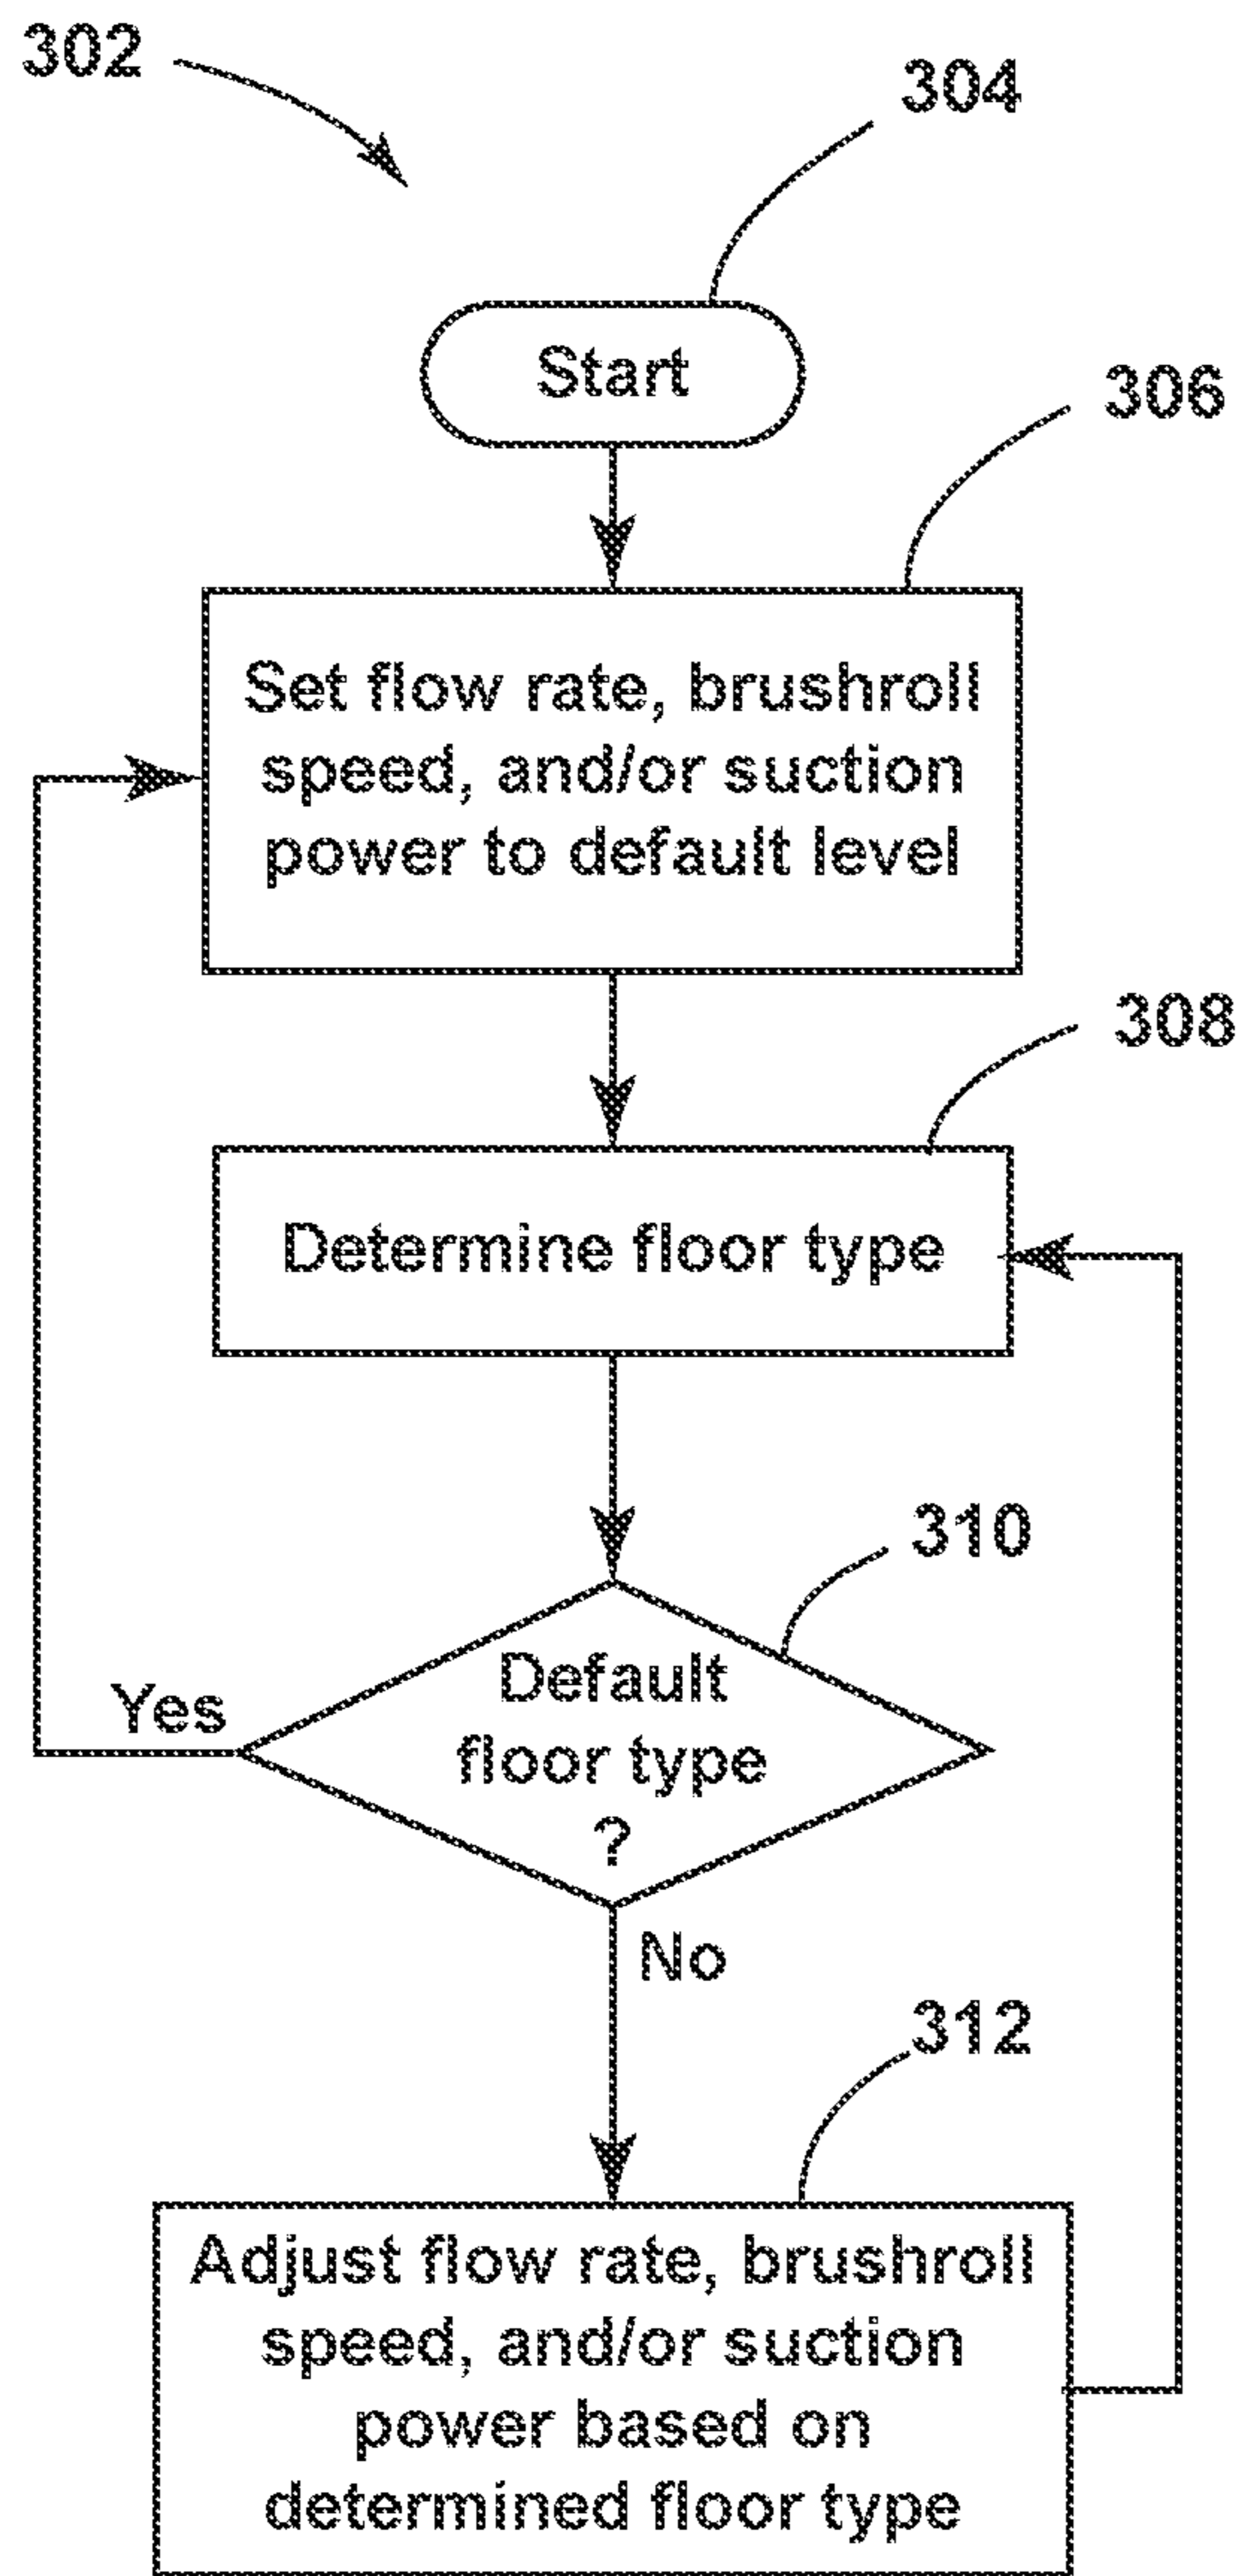 302
304
Start
306
Set flow rate, brushroll
speed, and/or suction
power to default level
308
Determine floor type
310
Default
floor type
?
Yes
No
312
Adjust flow rate, brushroll
speed, and/or suction
power based on
determined floor type